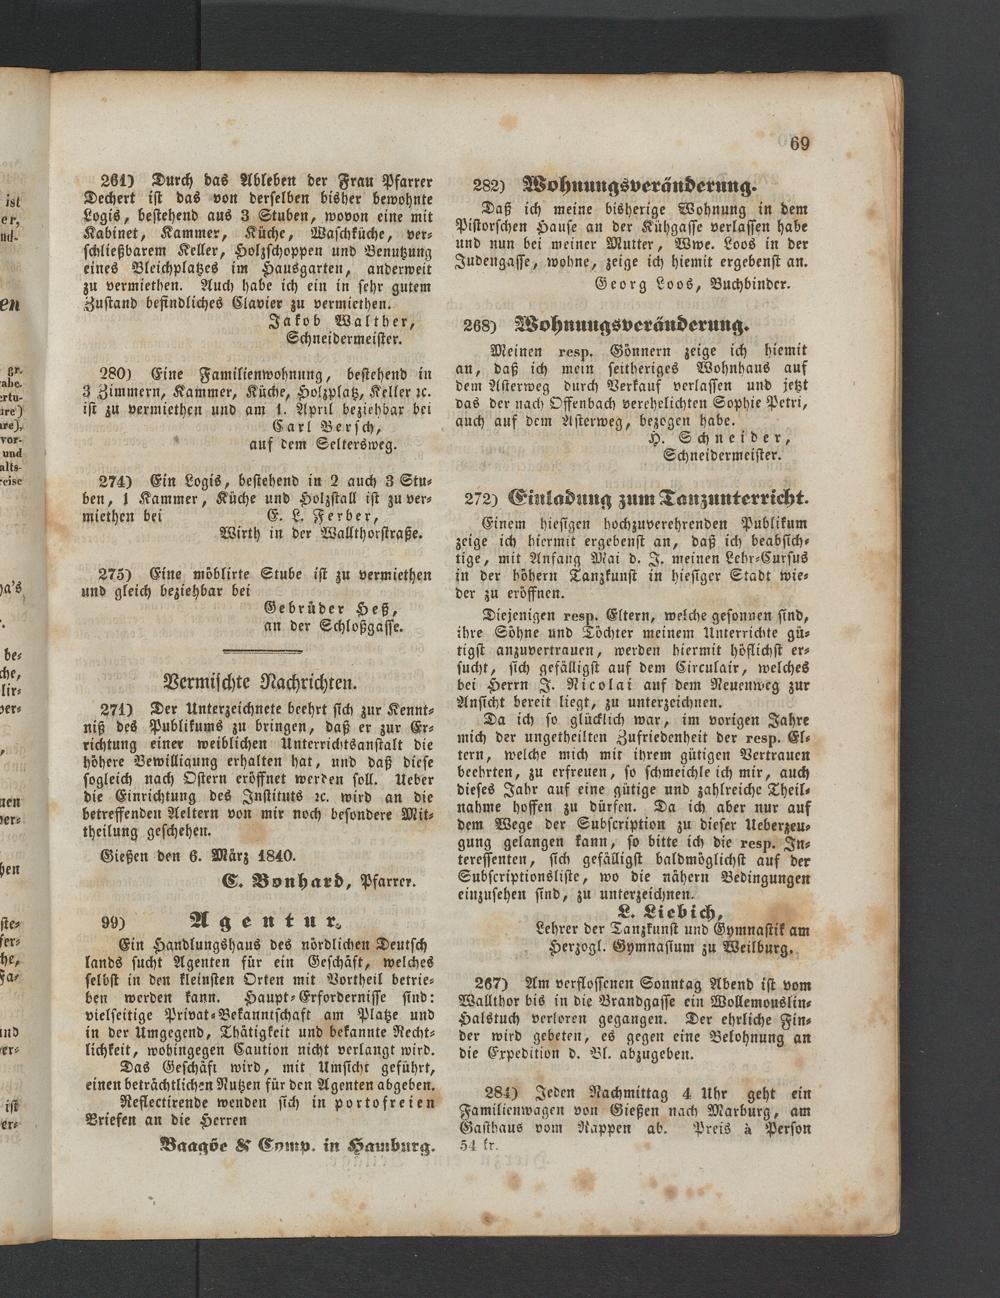 69
261) Durch das Ableben der Frau Pfarrer
Dechert ist das von derselben bisher bewohnte
Logis, bestehend aus 3 Stuben, wovon eine mit
Kabinet, Kammer, Küche, Waschküche, ver-
schließbarem Keller, Holzschoppen und Benutzung
eines Bleichplatzes im Hausgarten, anderweit
zu vermiethen. Auch habe ich ein in sehr gutem
Zustand befindliches Clavier zu vermiethen.
Jakob Walther,
Schneidermeister.
280) Eine Familienwohnung, bestehend in
3 Zimmern, Kammer, Küche, Holzplatz, Keller ꝛc.
ist zu vermiethen und am 1. April beziehbar bei
Carl Bersch,
auf dem Seltersweg.
274) Ein Logis, bestehend in 2 auch 3 Stu-
ben, 1 Kammer, Küche und Holzstall ist zu ver-
miethen bei E. L. Ferber,
Wirth in der Wallthorstraße.
275) Eine möblirte Stube ist zu vermiethen
und gleich beziehbar bei
Gebrüder Heß,
an der Schloßgasse.
Vermischte Nachrichten.
271) Der Unterzeichnete beehrt sich zur Kennt-
niß des Publikums zu bringen, daß er zur Er-
richtung einer weiblichen Unterrichtsanstalt die
höhere Bewilligung erhalten hat, und daß diese
sogleich nach Ostern eröffnet werden soll. Ueber
die Einrichtung des Instituts ꝛc. wird an die
betreffenden Aeltern von mir noch besondere Mit-
theilung geschehen.
Gießen den 6. März 1840.
C. Bonhard, Pfarrer.
99) Agentur.
Ein Handlungshaus des nördlichen Deutsch
lands sucht Agenten für ein Geschäft, welches
selbst in den kleinsten Orten mit Vortheil betrie-
ben werden kann. Haupt-Erfordernisse sind:
vielseitige Privat-Bekanntschaft am Platze und
in der Umgegend, Thätigkeit und bekannte Recht-
lichkeit, wohingegen Caution nicht verlangt wird.
Das Geschäft wird, mit Umsicht geführt,
einen beträchtlichen Nutzen für den Agenten abgeben.
Reflectirende wenden sich in portofreien
Briefen an die Herren
Baagöe & Comp. in Hamburg.
282) Wohnungsveränderung.
Daß ich meine bisherige Wohnung in dem
Pistorschen Hause an der Kühgasse verlassen habe
und nun bei meiner Mutter, Wwe. Loos in der
Judengasse, wohne, zeige ich hiemit ergebenst an.
Georg Loos, Buchbinder.
268) Wohnungsveränderung.
Meinen resp. Gönnern zeige ich hiemit
an, daß ich mein seitheriges Wohnhaus auf
dem Asterweg durch Verkauf verlassen und jetzt
das der nach Offenbach verehelichten Sophie Petri,
auch auf dem Asterweg, bezogen habe.
H. Schneider,
Schneidermeister.
272) Einladung zum Tanzunterricht.
Einem hiesigen hochzuverehrenden Publikum
zeige ich hiermit ergebenst an, daß ich beabsich-
tige, mit Anfang Mai d. J. meinen Lehr-Cursus
in der höhern Tanzkunst in hiesiger Stadt wie-
der zu eröffnen.
Diejenigen resp. Eltern, welche gesonnen sind,
ihre Söhne und Töchter meinem Unterrichte gü-
tigst anzuvertrauen, werden hiermit höflichst er-
sucht, sich gefälligst auf dem Circulair, welches
bei Herrn J. Nicolai auf dem Neuenweg zur
Ansicht bereit liegt, zu unterzeichnen.
Da ich so glücklich war, im vorigen Jahre
mich der ungetheilten Zufriedenheit der resp. El-
tern, welche mich mit ihrem gütigen Vertrauen
beehrten, zu erfreuen, so schmeichle ich mir, auch
dieses Jahr auf eine gütige und zahlreiche Theil-
nahme hoffen zu dürfen. Da ich aber nur auf
dem Wege der Subscription zu dieser Ueberzeu-
gung gelangen kann, so bitte ich die resp. In-
teressenten, sich gefälligst baldmöglichst auf der
Subscriptionsliste, wo die nähern Bedingungen
einzusehen sind, zu unterzeichnen.
L. Liebich,
Lehrer der Tanzkunst und Gymnastik am
Herzogl. Gymnasium zu Weilburg.
267) Am verflossenen Sonntag Abend ist vom
Wallthor bis in die Brandgasse ein Wollemouslin-
Halstuch verloren gegangen. Der ehrliche Fin-
der wird gebeten, es gegen eine Belohnung an
die Expedition d. Bl. abzugeben.
284) Jeden Nachmittag 4 Uhr geht ein
Familienwagen von Gießen nach Marburg, am
Gasthaus vom Rappen ab. Preis à Person
54 kr.